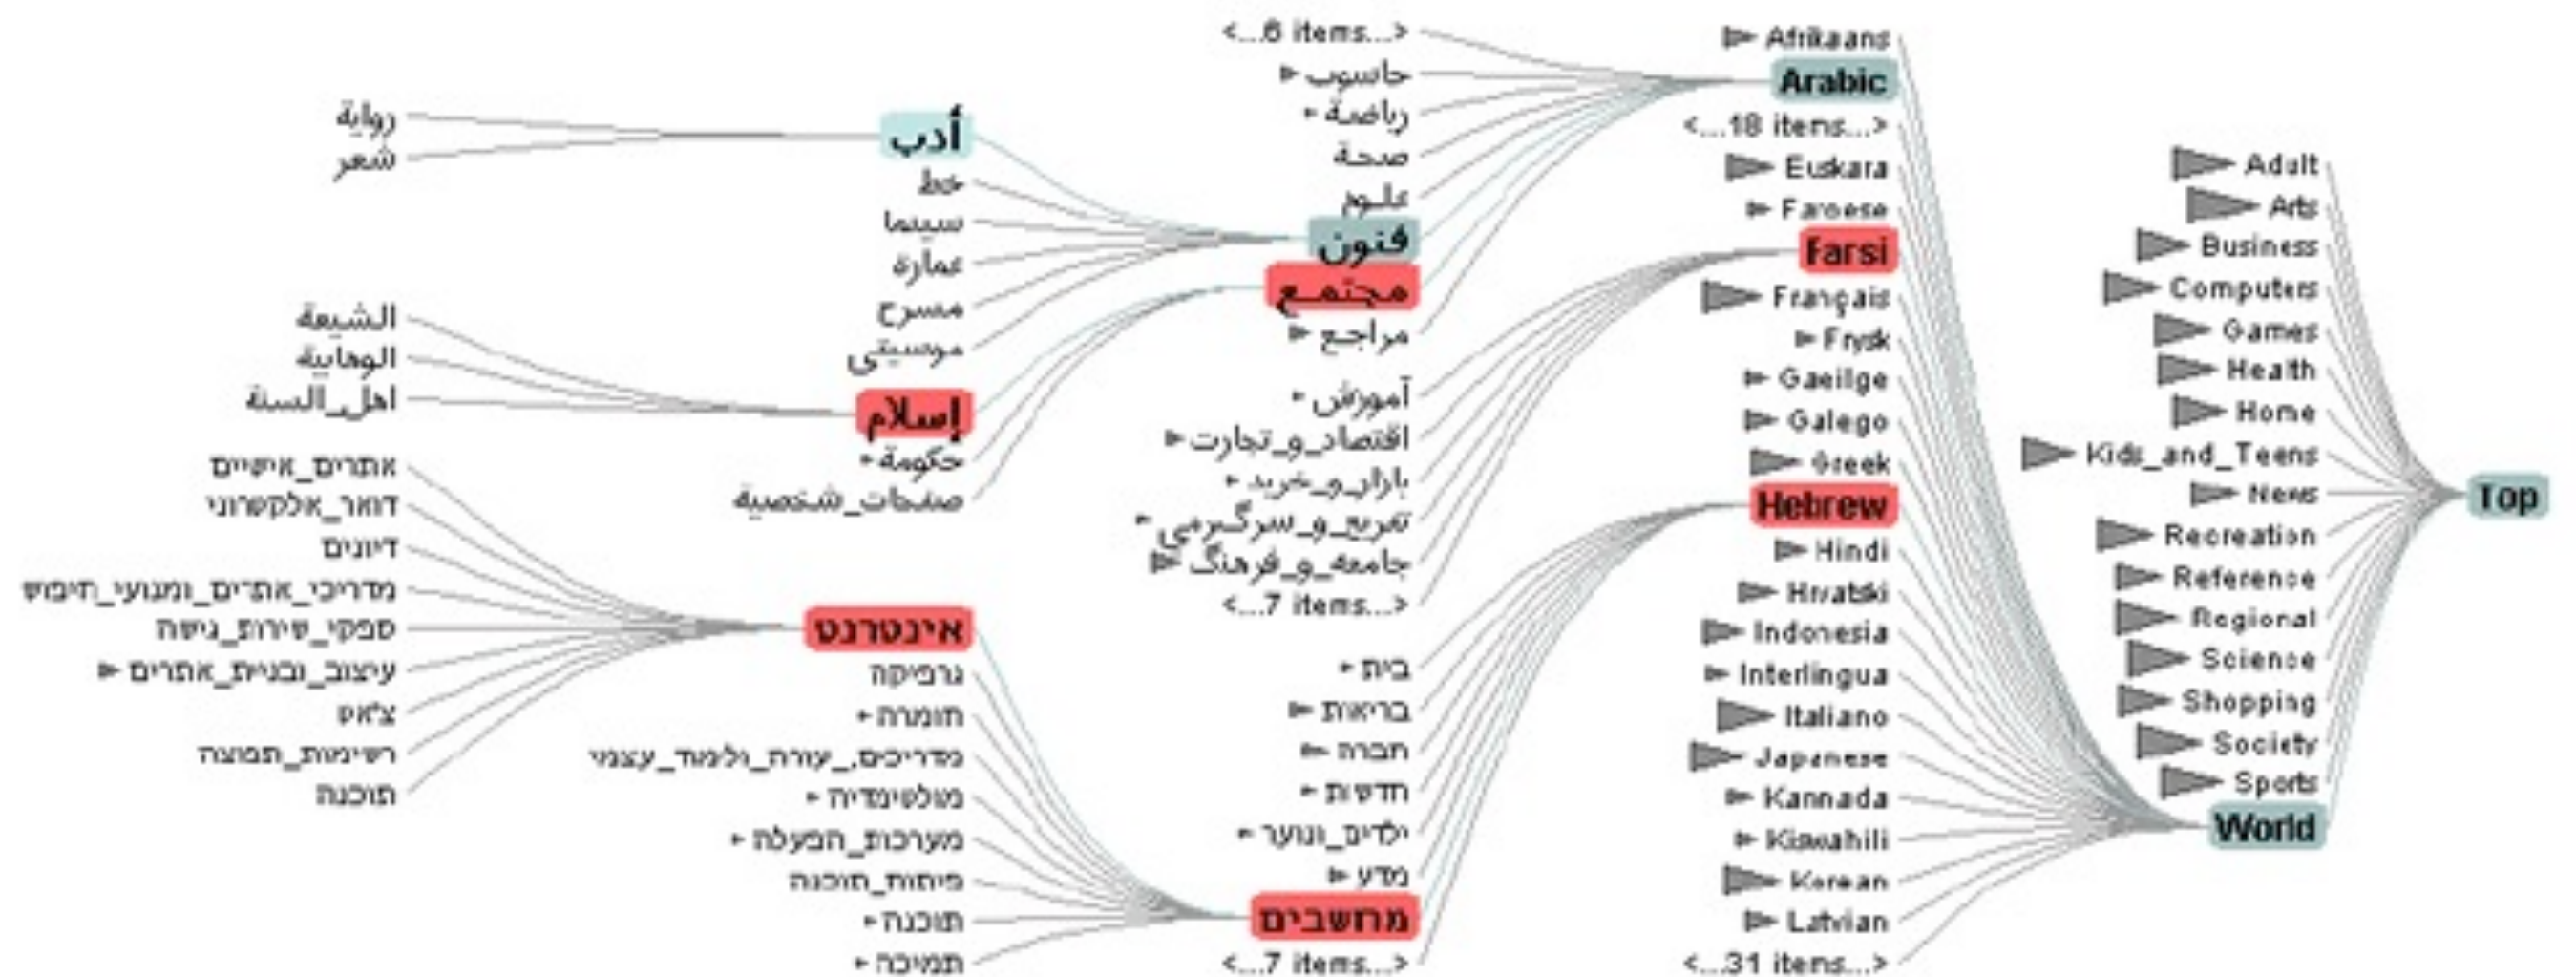 Top
Adult
Arts
Business
Computers
Games
Health
Home
Kids_and_Teens
News
Recreation
Reference
Regional
Science
Shopping
Society
Sports
World
Afrikaans
Arabic
<...18 items...>
Euskara
Faroese
Farsi
Français
Frysk
Gaeilge
Galego
Greek
Hebrew
Hindi
Hrvatski
Indonesia
Interlingua
Italiano
Japanese
Kannada
Kiswahili
Korean
Latvian
<...31 items...>
<...6 items...>
حاسوب
رياضة
صحة
علوم
فنون
مجتمع
مراجع
آموزش
اقتصاد_و_تجارت
بازار_و_خرید
تفریح_و_سرگرمی
جامعه_و_فرهنگ
<...7 items...>
בית
בריאות
חברה
חדשות
ילדים_ונוער
מדע
מחשבים
<...7 items...>
أدب
خط
سينما
عمارة
مسرح
موسيقى
إسلام
حكومة
صفحات_شخصية
אינטרנט
גרפיקה
חומרה
מדריכים,_עזרה_ולימוד_עצמי
מולטימדיה
מערכות_הפעלה
פיתוח_תוכנה
תוכנה
תמיכה
رواية
شعر
الشيعة
الوهابية
اهل_السنة
אתרים_אישיים
דואר_אלקטרוני
דיונים
מדריכי_אתרים_ומנועי_חיפוש
ספקי_שירות_גישה
עיצוב_ובניית_אתרים
צ'אט
רשימות_תפוצה
תוכנה